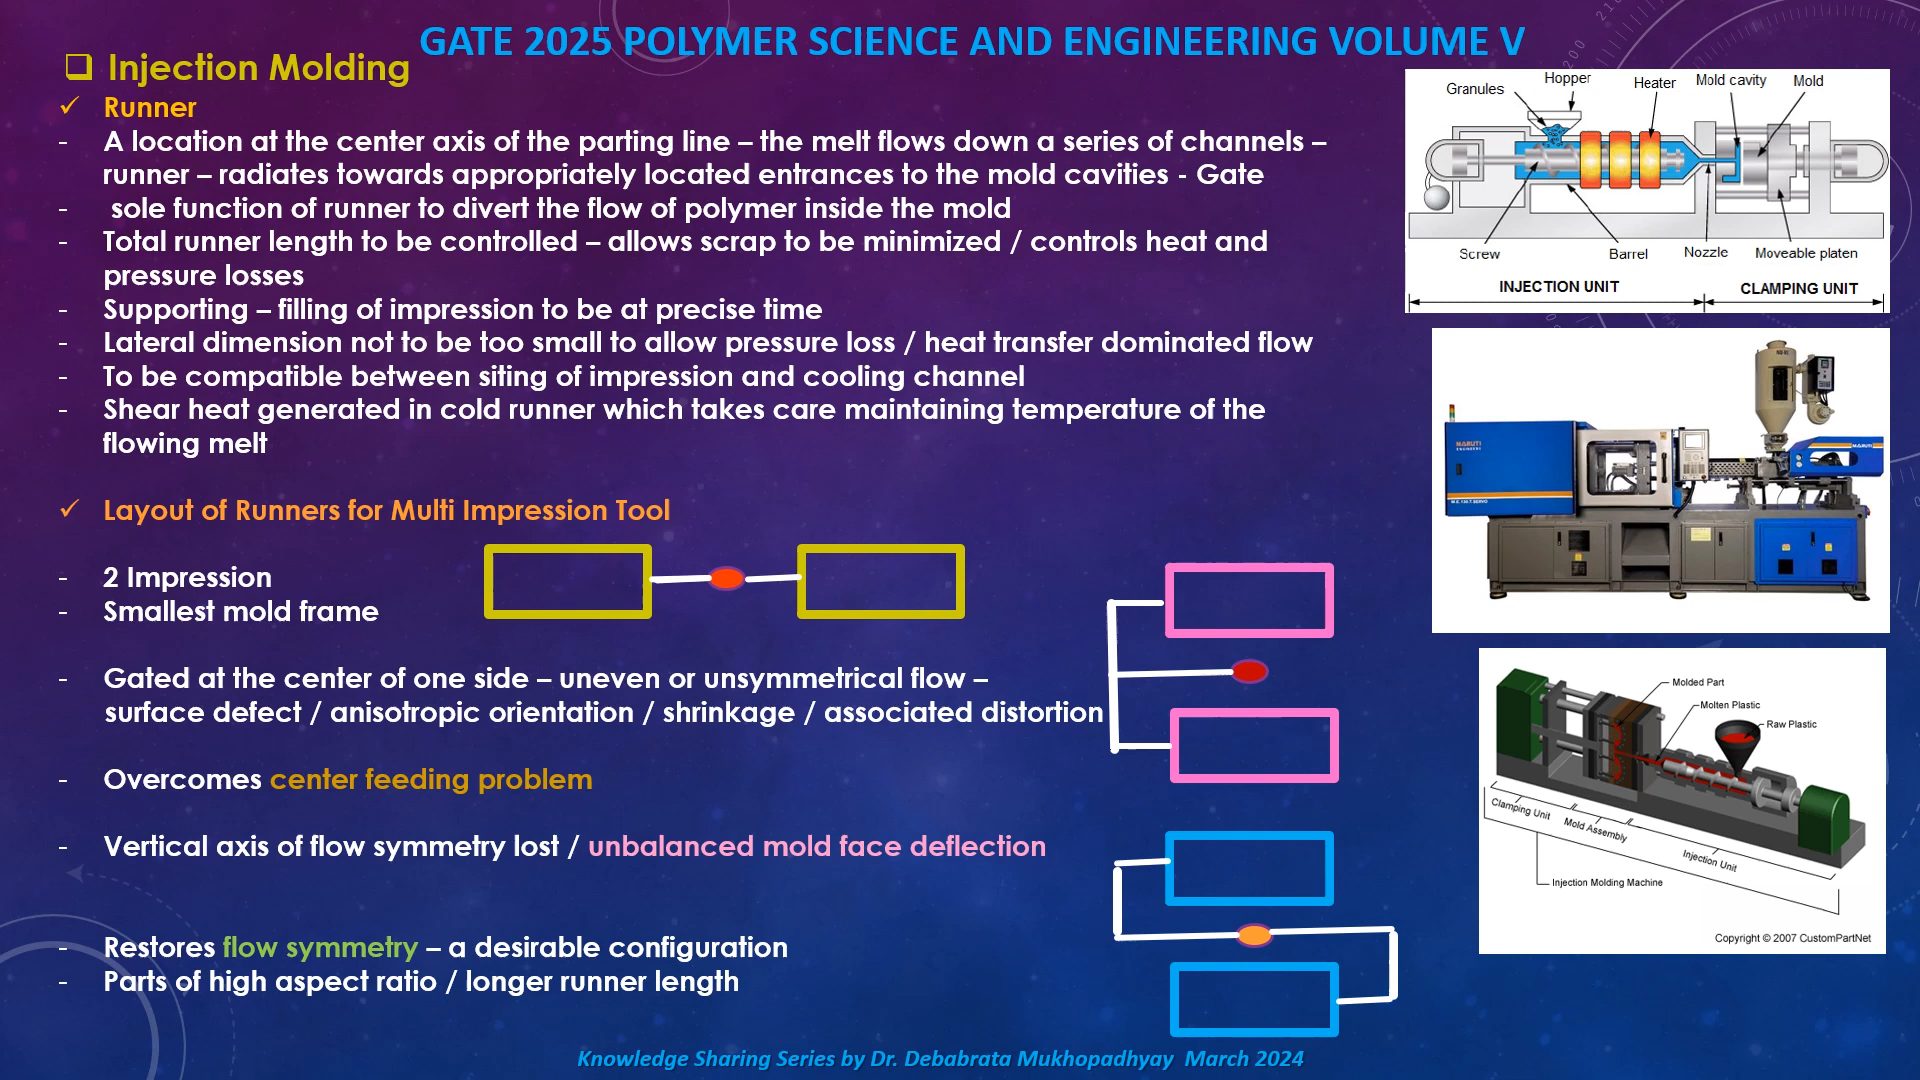 GATE 2025 POLYMER SCIENCE AND ENGINEERING VOLUME V
❑ Injection Molding
✓ Runner
- A location at the center axis of the parting line – the melt flows down a series of channels –
runner – radiates towards appropriately located entrances to the mold cavities - Gate
- sole function of runner to divert the flow of polymer inside the mold
- Total runner length to be controlled – allows scrap to be minimized / controls heat and
pressure losses
- Supporting – filling of impression to be at precise time
- Lateral dimension not to be too small to allow pressure loss / heat transfer dominated flow
- To be compatible between siting of impression and cooling channel
- Shear heat generated in cold runner which takes care maintaining temperature of the
flowing melt
✓ Layout of Runners for Multi Impression Tool
- 2 Impression
- Smallest mold frame
- Gated at the center of one side – uneven or unsymmetrical flow –
surface defect / anisotropic orientation / shrinkage / associated distortion
- Overcomes center feeding problem
- Vertical axis of flow symmetry lost / unbalanced mold face deflection
- Restores flow symmetry – a desirable configuration
- Parts of high aspect ratio / longer runner length
Granules
Hopper
Heater
Mold cavity
Mold
Screw
Barrel
Nozzle
Moveable platen
INJECTION UNIT
CLAMPING UNIT
MARUTI
MARUTI
Molded Part
Molten Plastic
Raw Plastic
Clamping Unit
Mold Assembly
Injection Unit
Injection Molding Machine
Copyright © 2007 CustomPartNet
Knowledge Sharing Series by Dr. Debabrata Mukhopadhyay March 2024